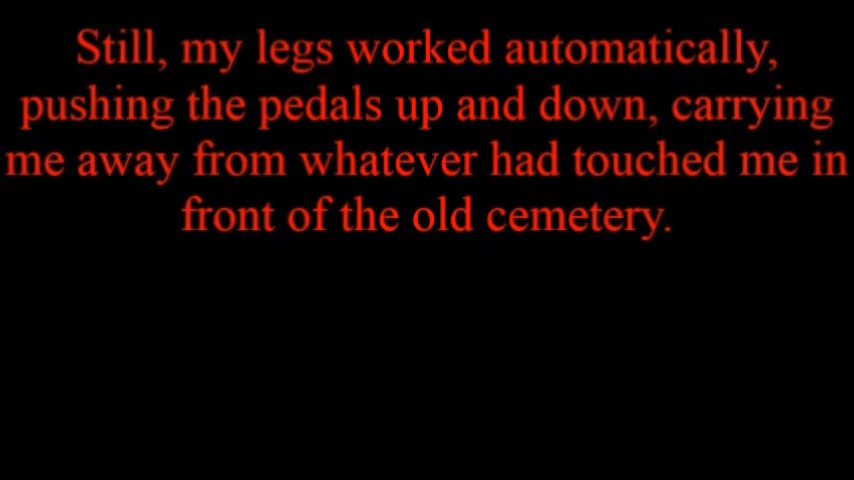 Still, my legs worked automatically,
pushing the pedals up and down, carrying
me away from whatever had touched me in
front of the old cemetery.